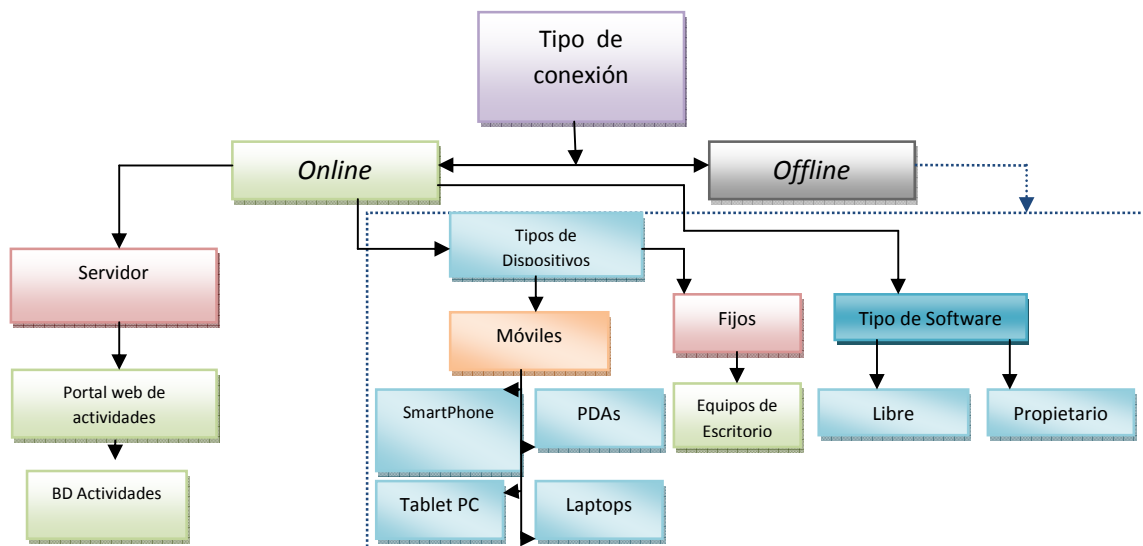 Tipo de
conexión
Online
Offline
Tipos de
Dispositivos
Servidor
Fijos
Tipo de Software
Móviles
Portal web de
actividades
SmartPhone
PDAs
Equipos de
Escritorio
Libre
Propietario
BD Actividades
Tablet PC
Laptops